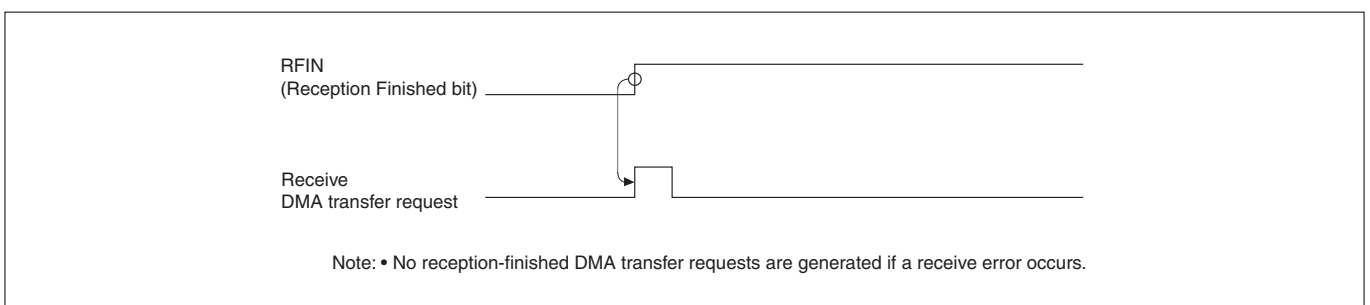 RFIN
(Reception Finished bit)
Receive
DMA transfer request
Note: • No reception-finished DMA transfer requests are generated if a receive error occurs.